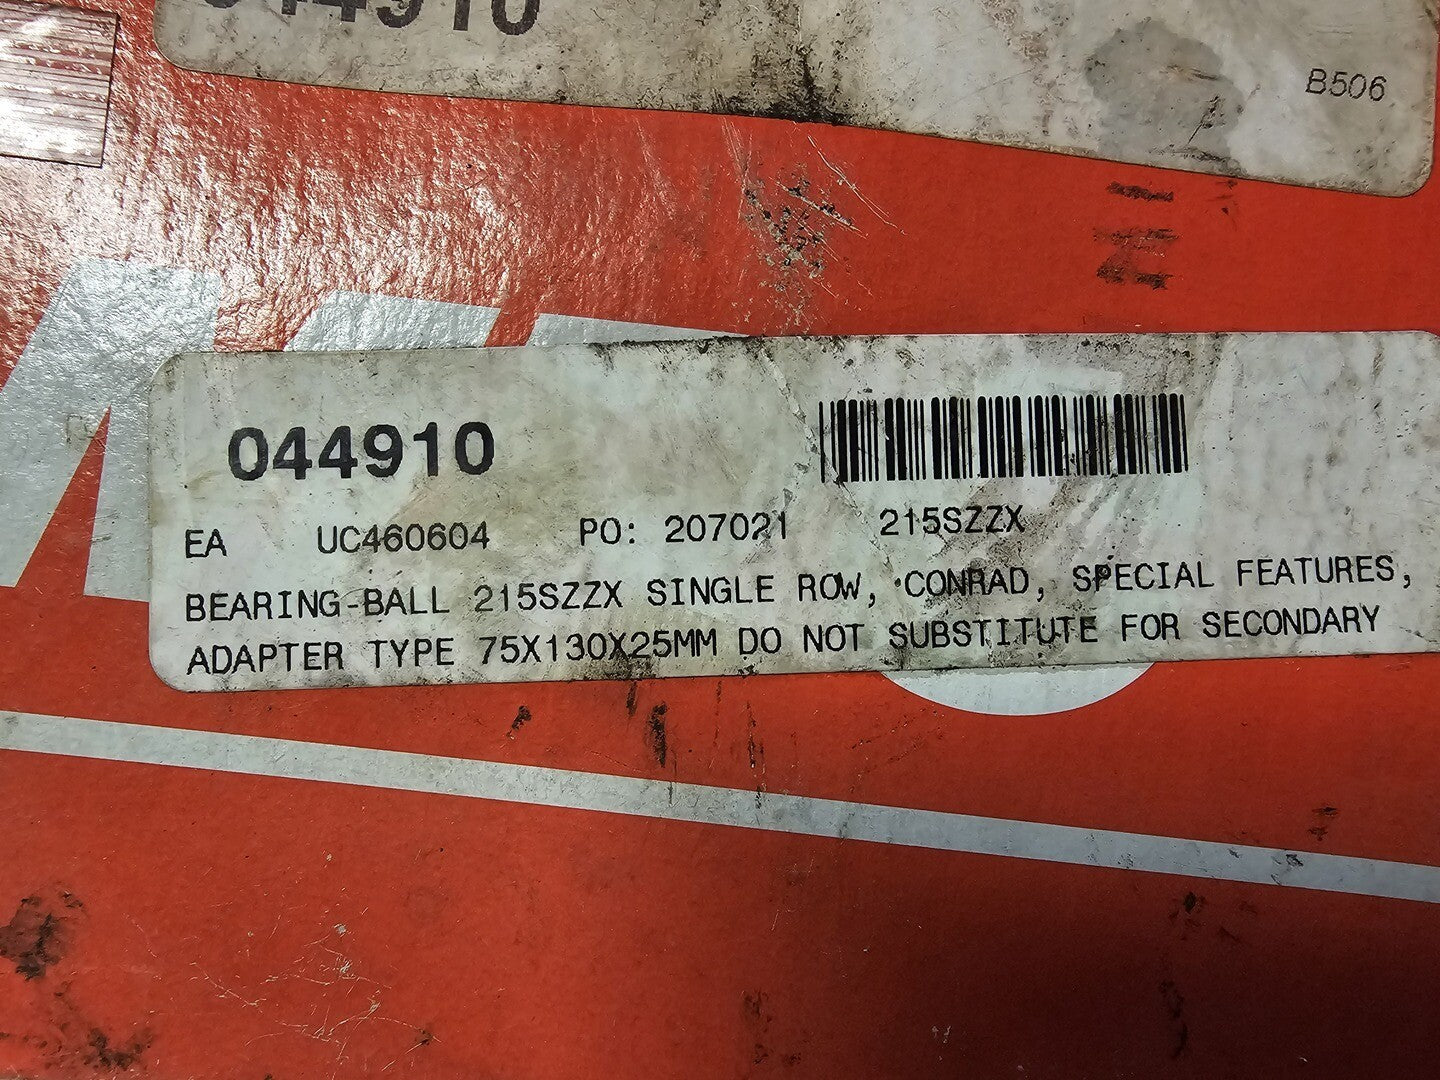 044910
B506
044910
EA UC460604 PO: 207021 215SZZX
BEARING-BALL 215SZZX SINGLE ROW, CONRAD, SPECIAL FEATURES,
ADAPTER TYPE 75X130X25MM DO NOT SUBSTITUTE FOR SECONDARY